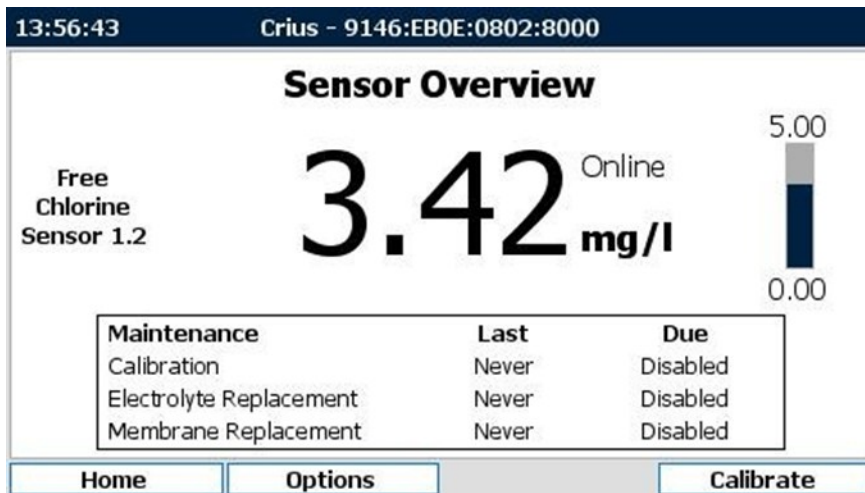 13:56:43 Crius - 9146:EB0E:0802:8000
Sensor Overview
5.00
Free
Chlorine
Sensor 1.2
3.42
Online
mg/l
0.00
Maintenance Last Due
Calibration Never Disabled
Electrolyte Replacement Never Disabled
Membrane Replacement Never Disabled
Home Options Calibrate